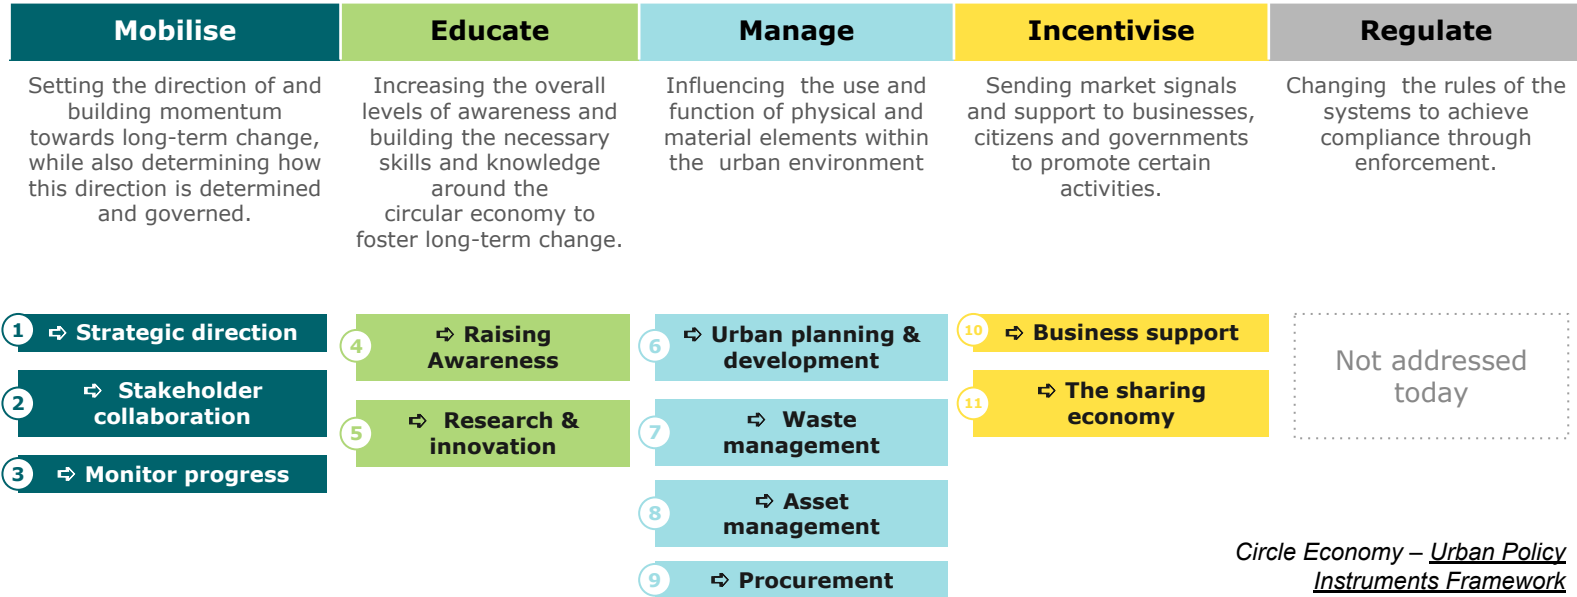 Mobilise
Educate
Manage
Incentivise
Regulate
Setting the direction of and
building momentum
towards long-term change,
while also determining how
this direction is determined
and governed.
Increasing the overall
levels of awareness and
building the necessary
skills and knowledge
around the
circular economy to
foster long-term change.
Influencing the use and
function of physical and
material elements within
the urban environment
Sending market signals
and support to businesses,
citizens and governments
to promote certain
activities.
Changing the rules of the
systems to achieve
compliance through
enforcement.
1 ➪ Strategic direction
2 ➪ Stakeholder
collaboration
3 ➪ Monitor progress
4 ➪ Raising
Awareness
5 ➪ Research &
innovation
6 ➪ Urban planning &
development
7 ➪ Waste
management
8 ➪ Asset
management
9 ➪ Procurement
10 ➪ Business support
11 ➪ The sharing
economy
Not addressed
today
Circle Economy – Urban Policy
Instruments Framework